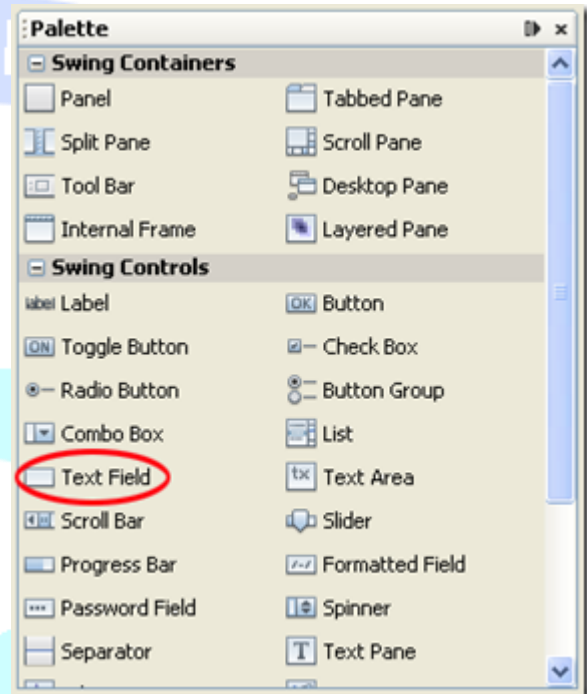 Palette
Swing Containers
Panel Tabbed Pane
Split Pane Scroll Pane
Tool Bar Desktop Pane
Internal Frame Layered Pane
Swing Controls
label Label OK Button
ON Toggle Button Check Box
Radio Button Button Group
Combo Box List
Text Field tx Text Area
Scroll Bar Slider
Progress Bar Formatted Field
Password Field Spinner
Separator T Text Pane